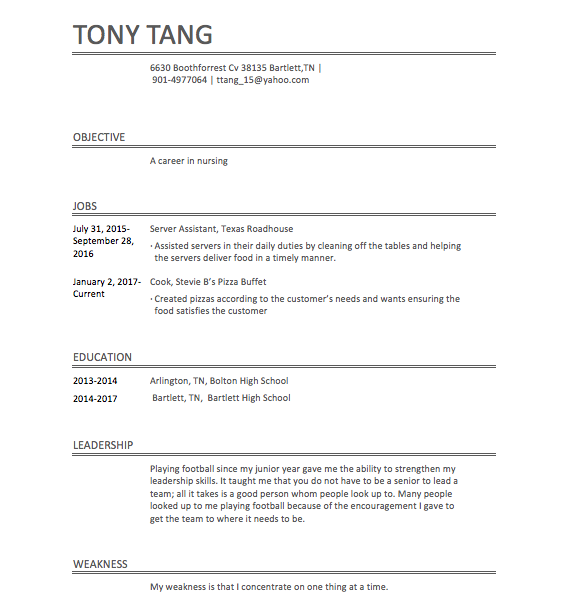 TONY TANG
6630 Boothforrest Cv 38135 Bartlett,TN |
901-4977064 | ttang_15@yahoo.com
OBJECTIVE
A career in nursing
JOBS
July 31, 2015-
September 28,
2016
Server Assistant, Texas Roadhouse
· Assisted servers in their daily duties by cleaning off the tables and helping
the servers deliver food in a timely manner.
January 2, 2017-
Current
Cook, Stevie B's Pizza Buffet
· Created pizzas according to the customer's needs and wants ensuring the
food satisfies the customer
EDUCATION
2013-2014 Arlington, TN, Bolton High School
2014-2017 Bartlett, TN, Bartlett High School
LEADERSHIP
Playing football since my junior year gave me the ability to strengthen my
leadership skills. It taught me that you do not have to be a senior to lead a
team; all it takes is a good person whom people look up to. Many people
looked up to me playing football because of the encouragement I gave to
get the team to where it needs to be.
WEAKNESS
My weakness is that I concentrate on one thing at a time.